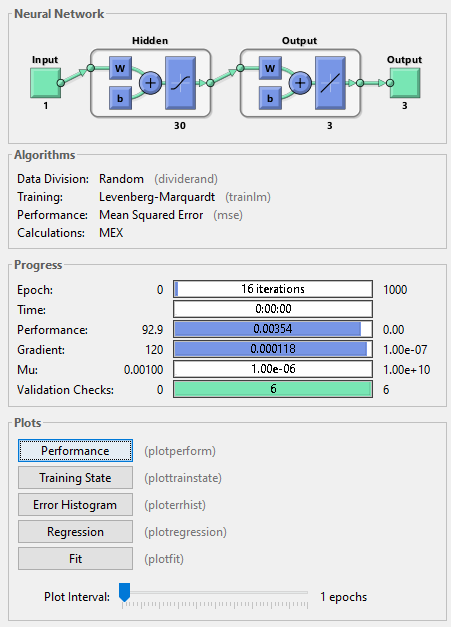 Neural Network
Hidden Output
Input Output
W W
b b
1 3
30 3
Algorithms
Data Division: Random (dividerand)
Training: Levenberg-Marquardt (trainlm)
Performance: Mean Squared Error (mse)
Calculations: MEX
Progress
Epoch: 0 16 iterations 1000
Time: 0:00:00
Performance: 92.9 0.00354 0.00
Gradient: 120 0.000118 1.00e-07
Mu: 0.00100 1.00e-06 1.00e+10
Validation Checks: 0 6 6
Plots
Performance (plotperform)
Training State (plottrainstate)
Error Histogram (ploterrhist)
Regression (plotregression)
Fit (plotfit)
Plot Interval: 1 epochs